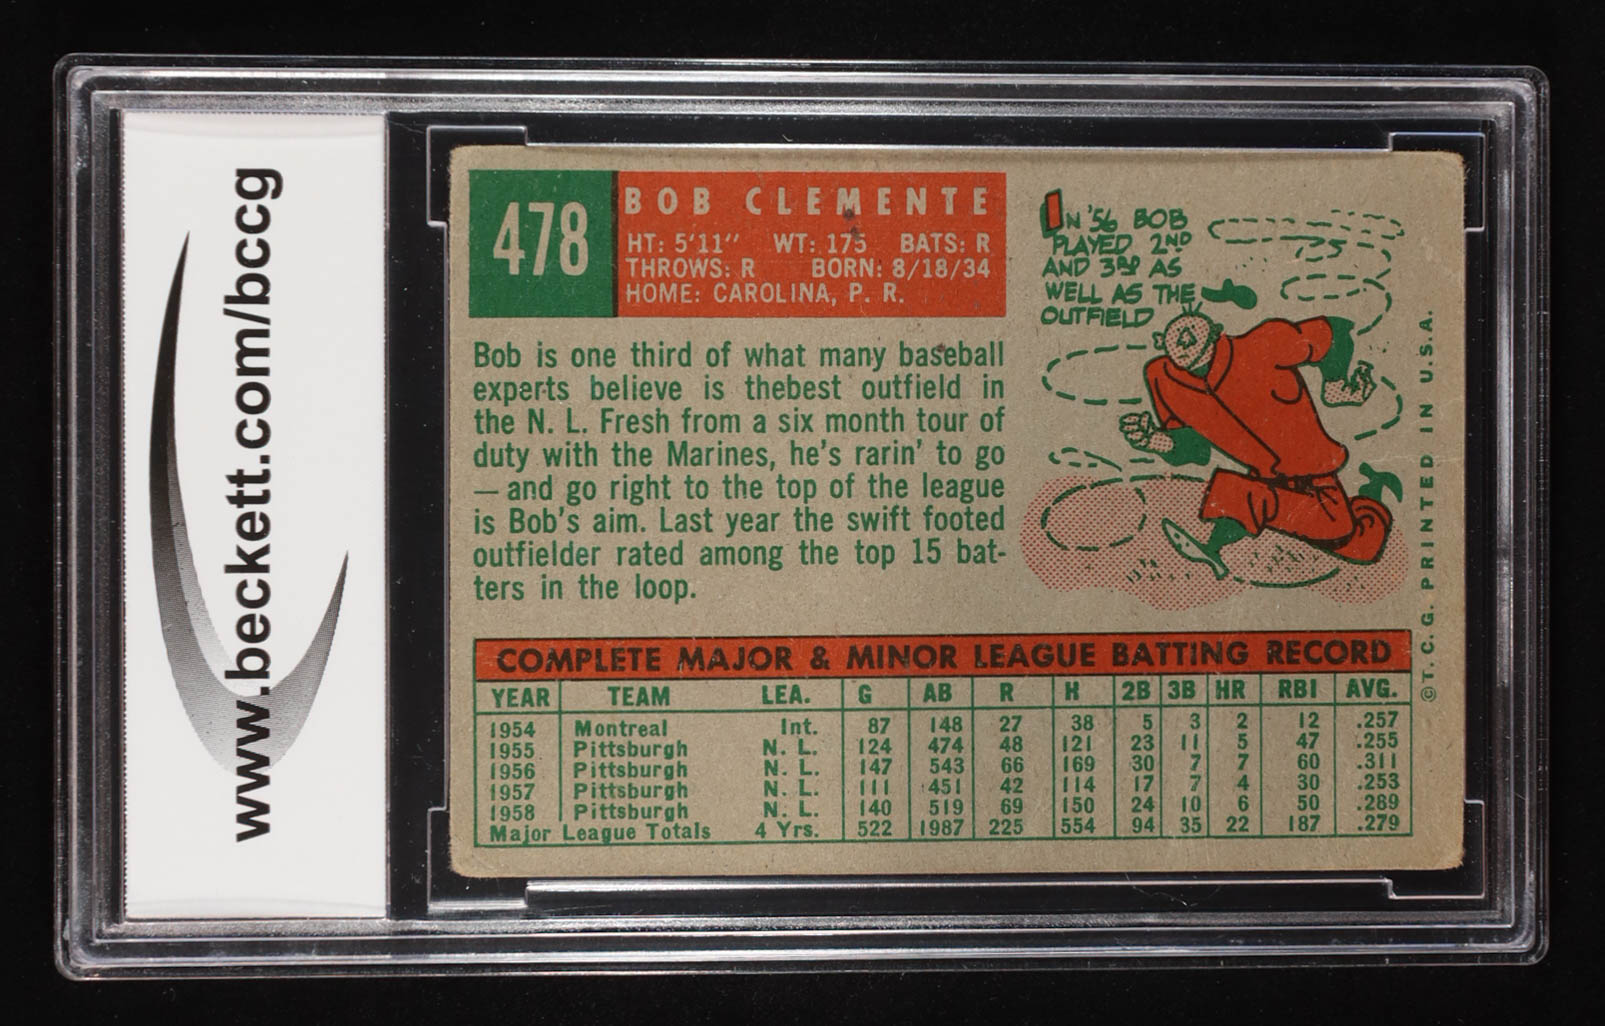 www.beckett.com/bccg
478
BOB CLEMENTE
HT: 5'11" WT: 175 BATS: R
THROWS: R BORN: 8/18/34
HOME: CAROLINA, P. R.
IN '56 BOB
PLAYED 2ND
AND 3RD AS
WELL AS THE
OUTFIELD
Bob is one third of what many baseball
experts believe is thebest outfield in
the N. L. Fresh from a six month tour of
duty with the Marines, he's rarin' to go
— and go right to the top of the league
is Bob's aim. Last year the swift footed
outfielder rated among the top 15 bat-
ters in the loop.
COMPLETE MAJOR & MINOR LEAGUE BATTING RECORD
YEAR TEAM LEA. G AB R H 2B 3B HR RBI AVG.
1954 Montreal Int. 87 148 27 38 5 3 2 12 .257
1955 Pittsburgh N. L. 124 474 48 121 23 11 5 47 .255
1956 Pittsburgh N. L. 147 543 66 169 30 7 7 60 .311
1957 Pittsburgh N. L. 111 451 42 114 17 7 4 30 .253
1958 Pittsburgh N. L. 140 519 69 150 24 10 6 50 .289
Major League Totals 4 Yrs. 522 1987 225 554 94 35 22 187 .279
© T. C. G. PRINTED IN U.S.A.